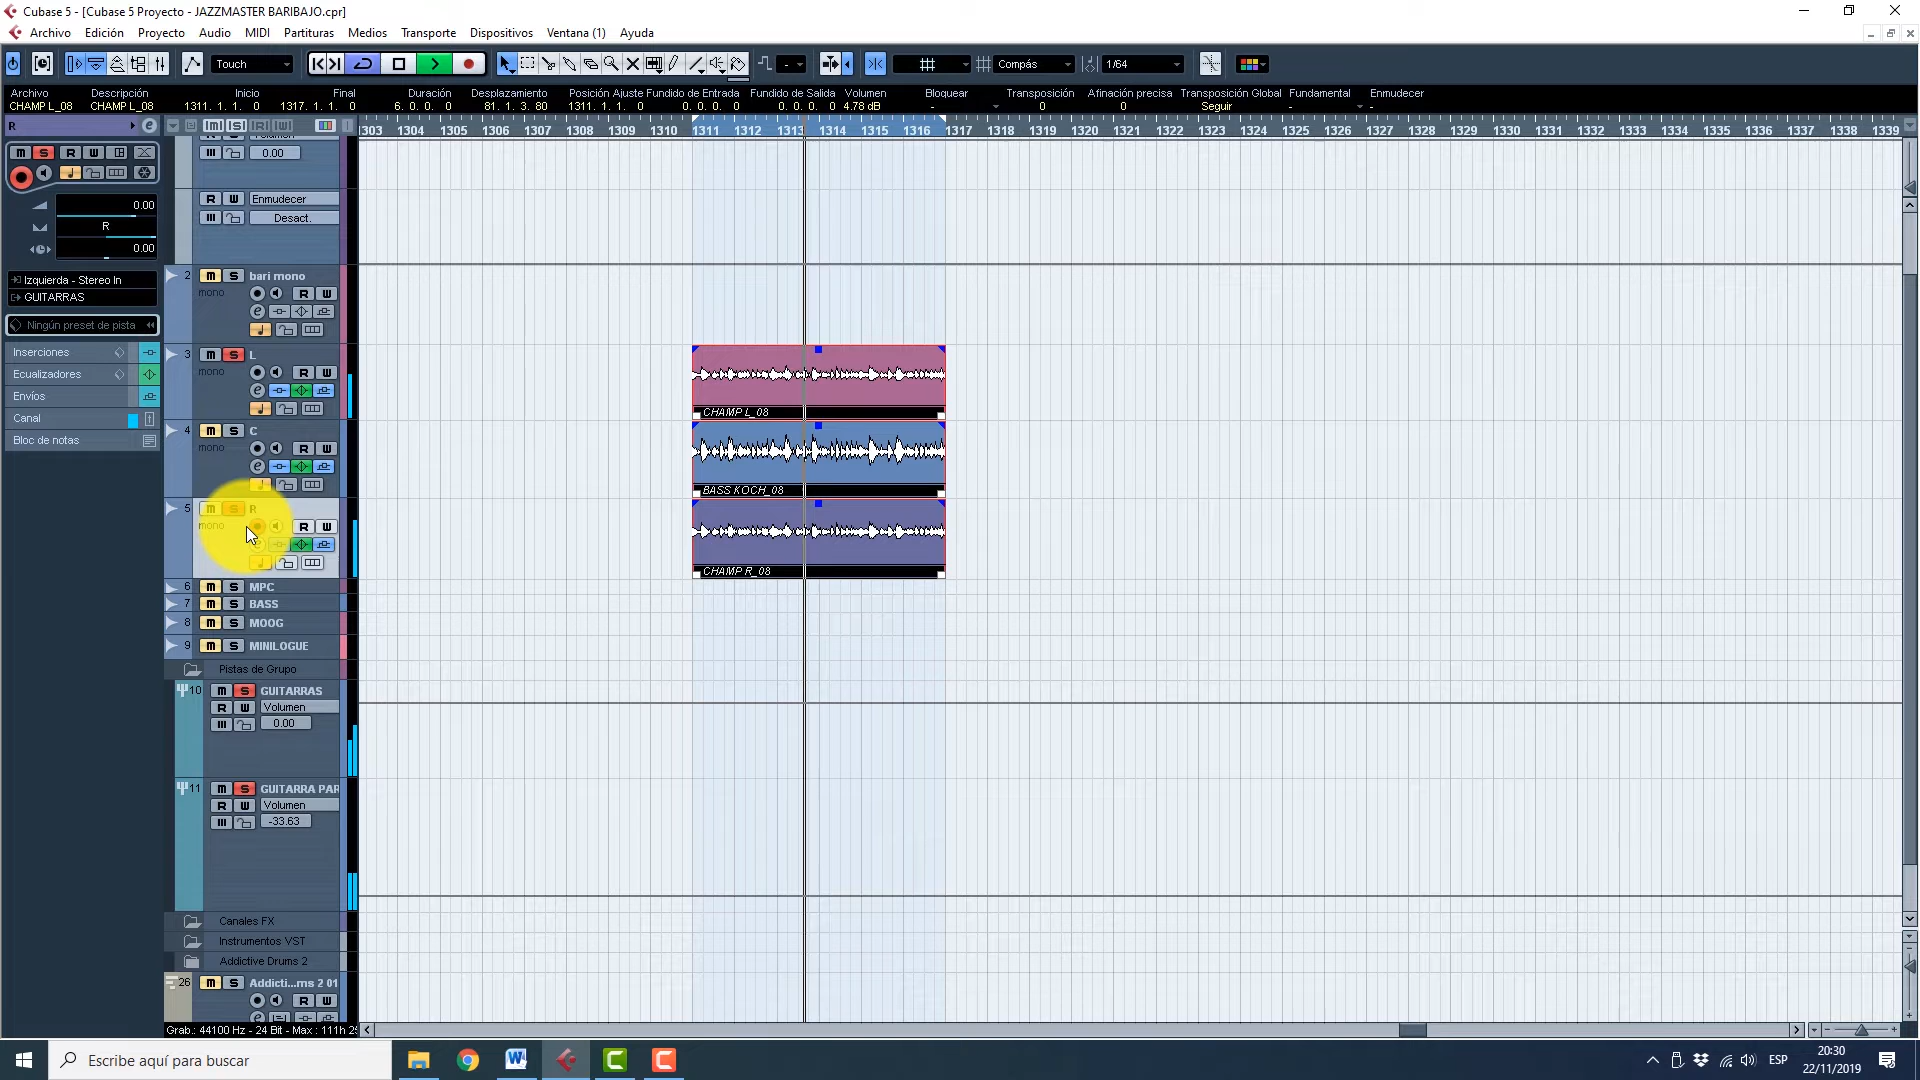 Cubase 5 - [Cubase 5 Proyecto - JAZZMASTER BARIBAJO.cpr]
Archivo Edición Proyecto Audio MIDI Partituras Medios Transporte Dispositivos Ventana (1) Ayuda
Touch Compás 1/64
Archivo Descripción Inicio Final Duración Desplazamiento Posición Ajuste Fundido de Entrada Fundido de Salida Volumen Bloquear Transposición Afinación precisa Transposición Global Fundamental Enmudecer
CHAMP L_08 CHAMP L_08 1311. 1. 1. 0 1317. 1. 1. 0 6. 0. 0. 0 81. 1. 3. 80 1311. 1. 1. 0 0. 0. 0. 0 0. 0. 0. 0 4.78 dB - 0 0 Seguir - -
R
1303 1304 1305 1306 1307 1308 1309 1310 1311 1312 1313 1314 1315 1316 1317 1318 1319 1320 1321 1322 1323 1324 1325 1326 1327 1328 1329 1330 1331 1332 1333 1334 1335 1336 1337 1338 1339
M S R W
0.00
R
0.00
Izquierda - Stereo In
GUITARRAS
Ningún preset de pista
Inserciones
Ecualizadores
Envíos
Canal
Bloc de notas
0.00
R W Enmudecer
Desact.
2 m S bari mono
mono R W
3 m S L
mono R W
4 m S C
mono R W
5 m S R
mono R W
6 m S MPC
7 m S BASS
8 m S MOOG
9 m S MINILOGUE
Pistas de Grupo
10 m S GUITARRAS
R W Volumen
0.00
11 m S GUITARRA PAR
R W Volumen
-33.63
Canales FX
Instrumentos VST
Addictive Drums 2
26 m S Addicti...ms 2 01
R W
CHAMP L_08
BASS KOCH_08
CHAMP R_08
Grab.: 44100 Hz - 24 Bit - Max : 111h 25
Escribe aquí para buscar
ESP
20:30
22/11/2019